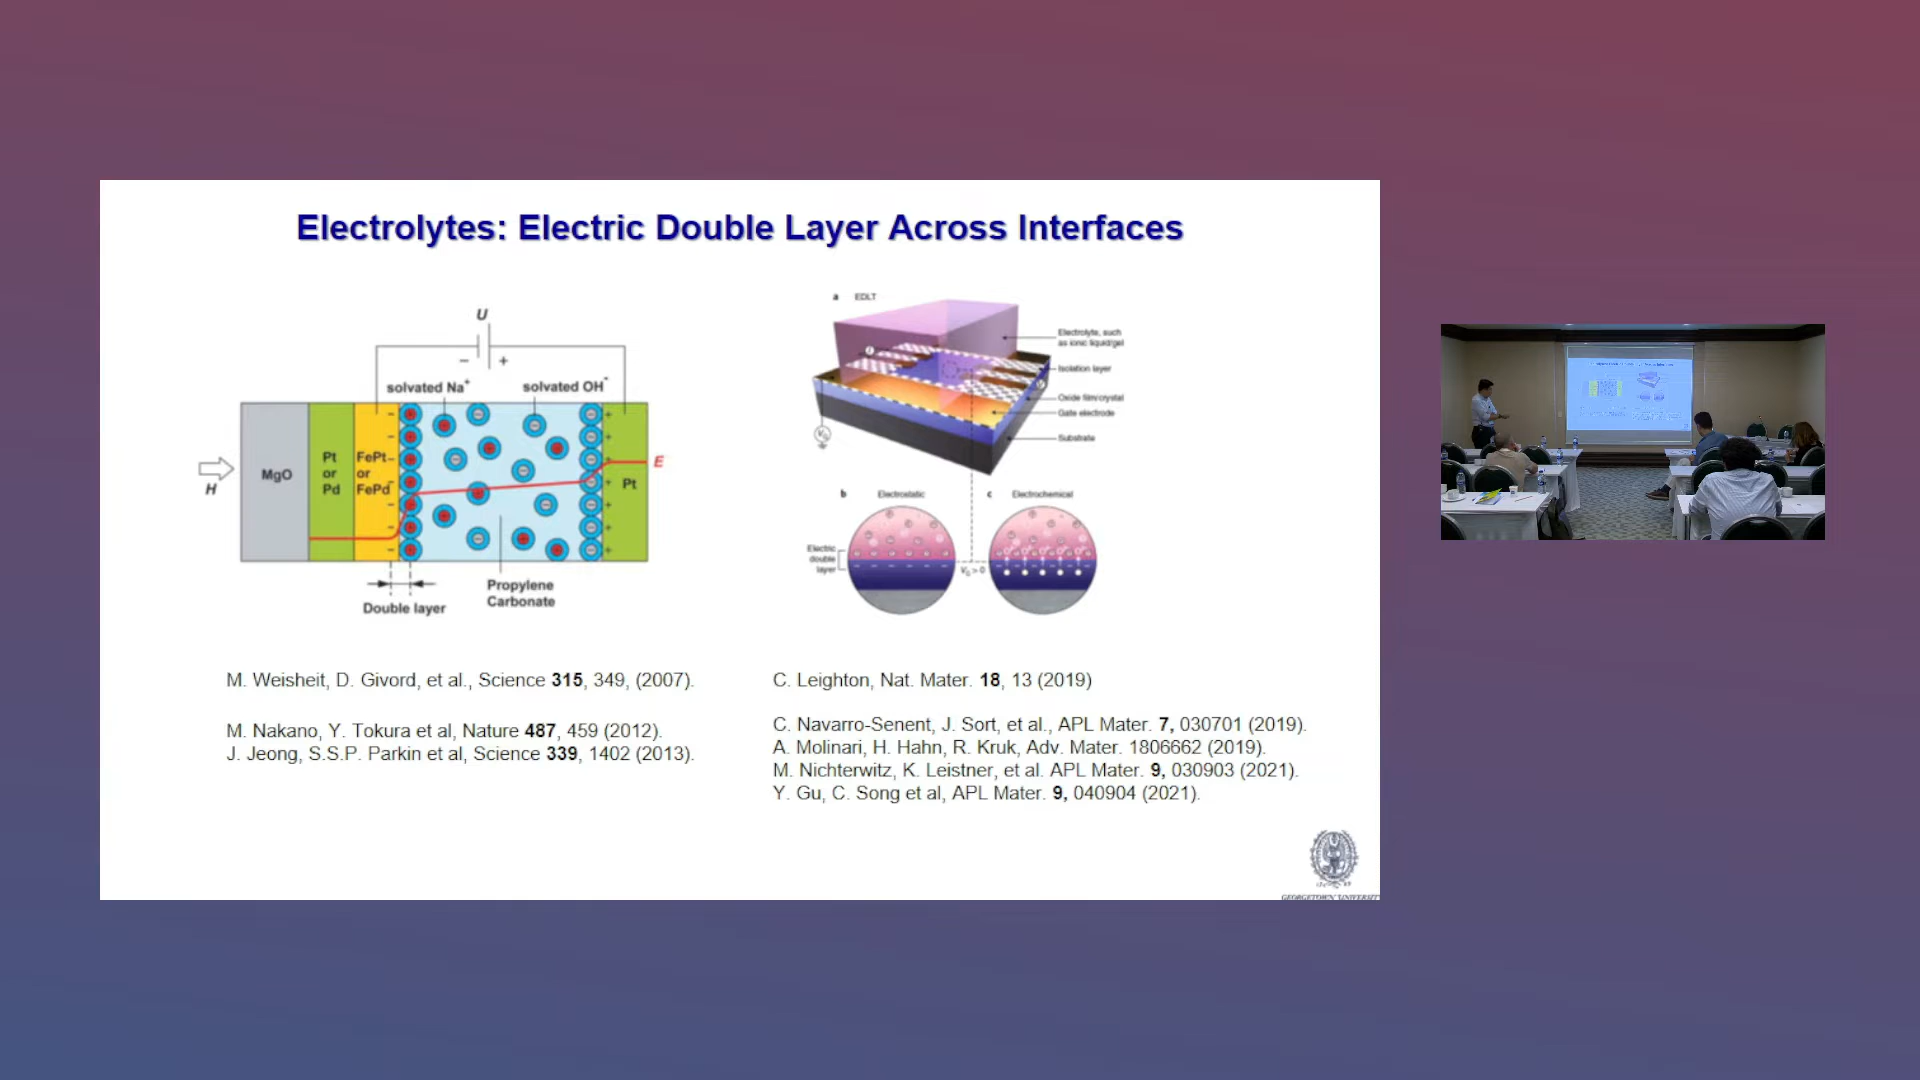 Electrolytes: Electric Double Layer Across Interfaces
U
− +
solvated Na+
solvated OH-
H
MgO
Pt
or
Pd
FePt
or
FePd
Pt
E
Double layer
Propylene
Carbonate
a EDLT
Electrolyte, such
as ionic liquid/gel
Isolation layer
Oxide film/crystal
Gate electrode
Substrate
VG
b Electrostatic
c Electrochemical
Electric
double
layer
VG > 0
M. Weisheit, D. Givord, et al., Science 315, 349, (2007).
M. Nakano, Y. Tokura et al, Nature 487, 459 (2012).
J. Jeong, S.S.P. Parkin et al, Science 339, 1402 (2013).
C. Leighton, Nat. Mater. 18, 13 (2019)
C. Navarro-Senent, J. Sort, et al., APL Mater. 7, 030701 (2019).
A. Molinari, H. Hahn, R. Kruk, Adv. Mater. 1806662 (2019).
M. Nichterwitz, K. Leistner, et al. APL Mater. 9, 030903 (2021).
Y. Gu, C. Song et al, APL Mater. 9, 040904 (2021).
GEORGETOWN UNIVERSITY